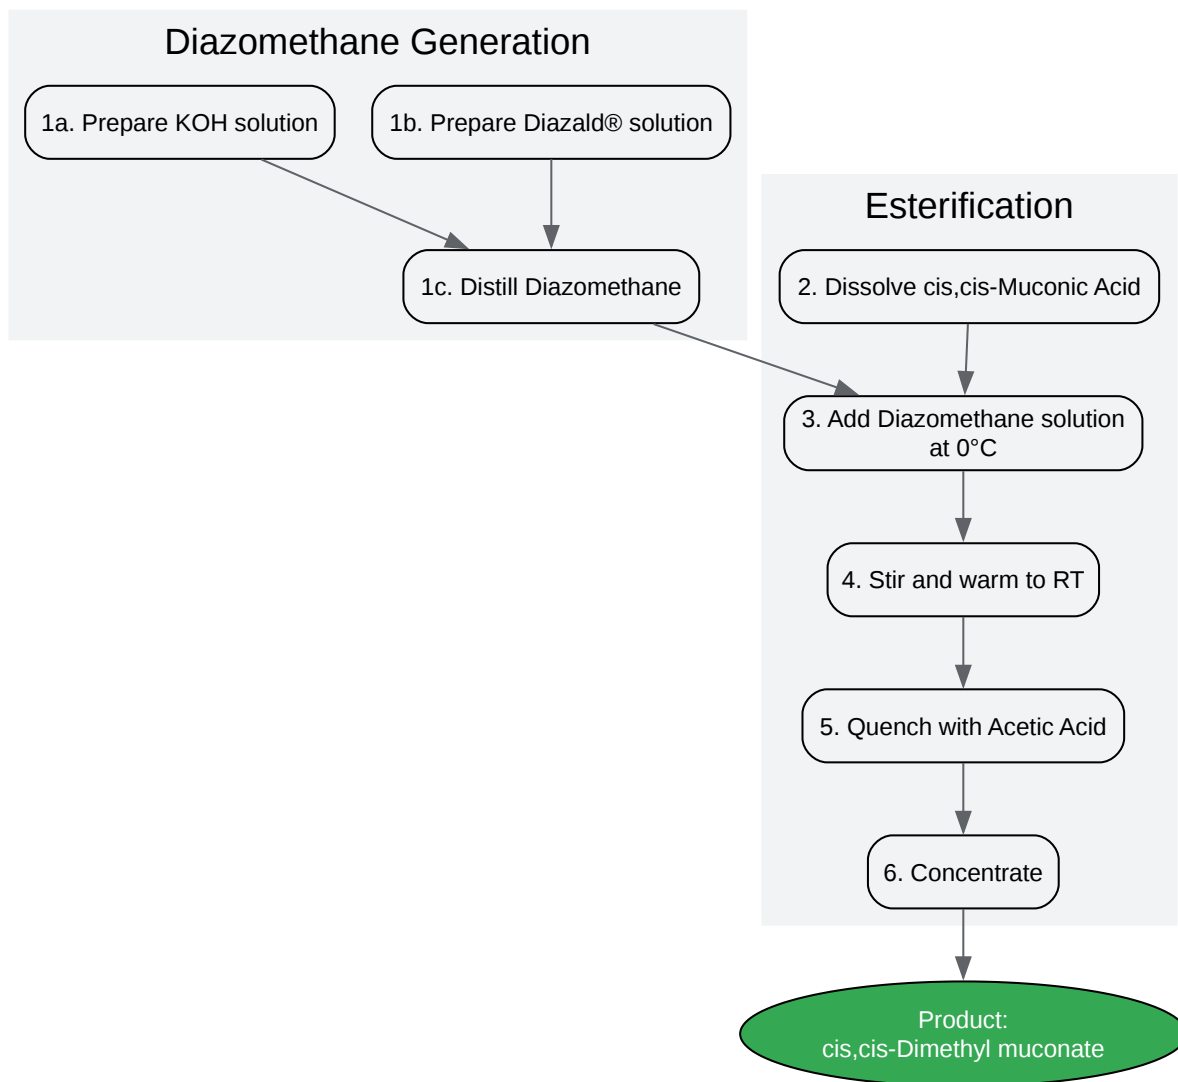 Diazomethane Generation
1a. Prepare KOH solution
1b. Prepare Diazald® solution
1c. Distill Diazomethane
Esterification
2. Dissolve cis,cis-Muconic Acid
3. Add Diazomethane solution
at 0°C
4. Stir and warm to RT
5. Quench with Acetic Acid
6. Concentrate
Product:
cis,cis-Dimethyl muconate